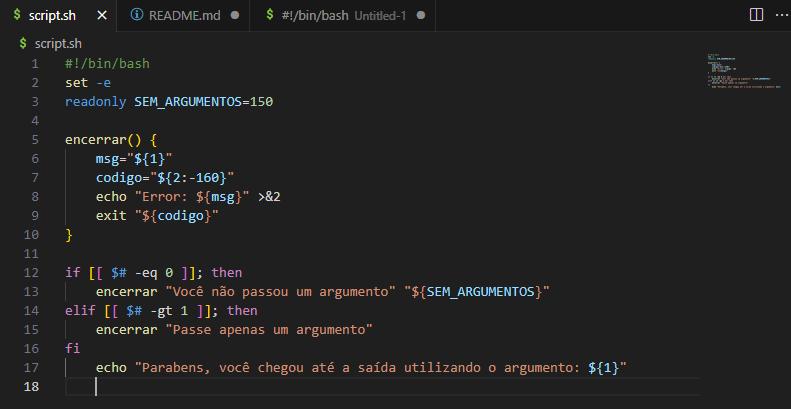 $ script.sh × ⓘ README.md ● $ #!/bin/bash Untitled-1 ●
$ script.sh
1 #!/bin/bash
2 set -e
3 readonly SEM_ARGUMENTOS=150
4
5 encerrar() {
6     msg="${1}"
7     codigo="${2:-160}"
8     echo "Error: ${msg}" >&2
9     exit "${codigo}"
10 }
11
12 if [[ $# -eq 0 ]]; then
13     encerrar "Você não passou um argumento" "${SEM_ARGUMENTOS}"
14 elif [[ $# -gt 1 ]]; then
15     encerrar "Passe apenas um argumento"
16 fi
17     echo "Parabens, você chegou até a saída utilizando o argumento: ${1}"
18